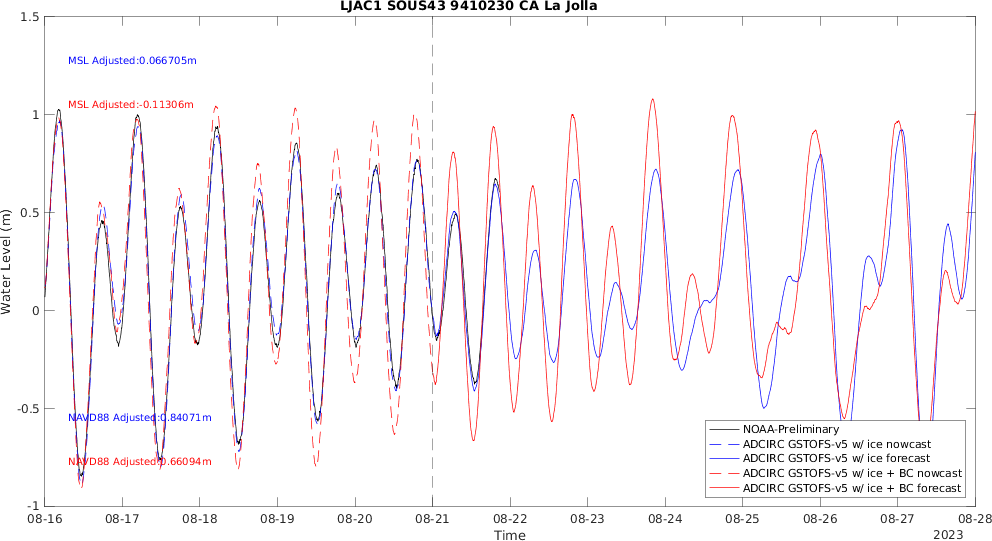 LJAC1 SOUS43 9410230 CA La Jolla
1.5
MSL Adjusted:0.066705m
MSL Adjusted:-0.11306m
1
0.5
Water Level (m)
0
-0.5
NAVD88 Adjusted:0.84071m
NAVD88 Adjusted:0.66094m
NOAA-Preliminary
ADCIRC GSTOFS-v5 w/ ice nowcast
ADCIRC GSTOFS-v5 w/ ice forecast
ADCIRC GSTOFS-v5 w/ ice + BC nowcast
ADCIRC GSTOFS-v5 w/ ice + BC forecast
-1
08-16 08-17 08-18 08-19 08-20 08-21 08-22 08-23 08-24 08-25 08-26 08-27 08-28
Time
2023